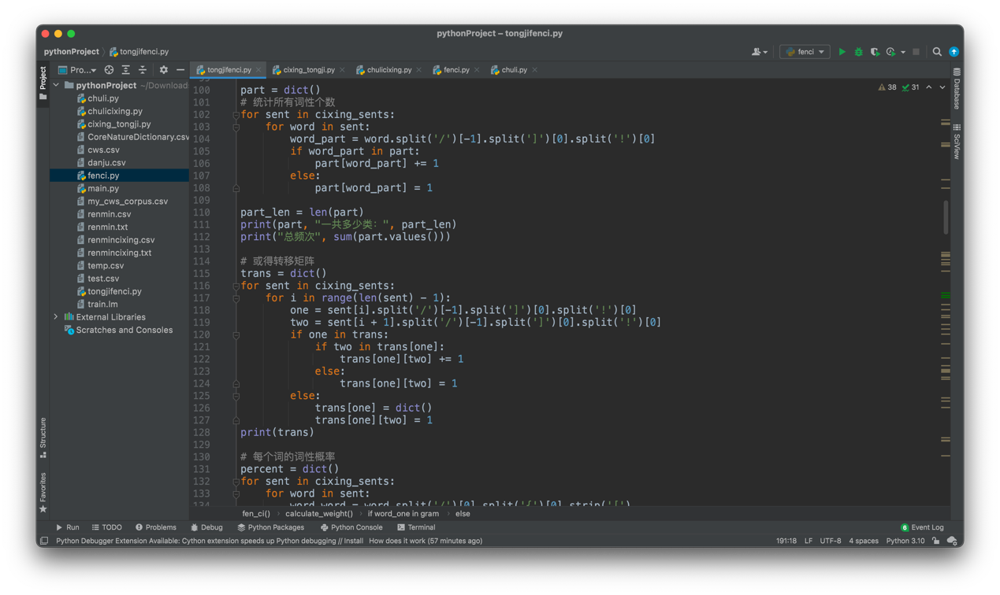 pythonProject – tongjifenci.py
pythonProject tongjifenci.py
fenci
Project
Pro...
tongjifenci.py
cixing_tongji.py
chulicixing.py
fenci.py
chuli.py
pythonProject ~/Download
chuli.py
chulicixing.py
cixing_tongji.py
CoreNatureDictionary.csv
cws.csv
danju.csv
fenci.py
main.py
my_cws_corpus.csv
renmin.csv
renmin.txt
renmincixing.csv
renmincixing.txt
temp.csv
test.csv
tongjifenci.py
train.lm
External Libraries
Scratches and Consoles
Structure
Favorites
38 31
Database
SciView
100 part = dict()
101 # 统计所有词性个数
102 for sent in cixing_sents:
103     for word in sent:
104         word_part = word.split('/')[-1].split(']')[0].split('!')[0]
105         if word_part in part:
106             part[word_part] += 1
107         else:
108             part[word_part] = 1
109
110 part_len = len(part)
111 print(part, "一共多少类：", part_len)
112 print("总频次", sum(part.values()))
113
114 # 或得转移矩阵
115 trans = dict()
116 for sent in cixing_sents:
117     for i in range(len(sent) - 1):
118         one = sent[i].split('/')[-1].split(']')[0].split('!')[0]
119         two = sent[i + 1].split('/')[-1].split(']')[0].split('!')[0]
120         if one in trans:
121             if two in trans[one]:
122                 trans[one][two] += 1
123             else:
124                 trans[one][two] = 1
125         else:
126             trans[one] = dict()
127             trans[one][two] = 1
128 print(trans)
129
130 # 每个词的词性概率
131 percent = dict()
132 for sent in cixing_sents:
133     for word in sent:
134         word_word = word.split('/')[0].split('{')[0].strip('[')
fen_ci() calculate_weight() if word_one in gram else
Run TODO Problems Debug Python Packages Python Console Terminal 6 Event Log
Python Debugger Extension Available: Cython extension speeds up Python debugging // Install How does it work (57 minutes ago) 191:18 LF UTF-8 4 spaces Python 3.10